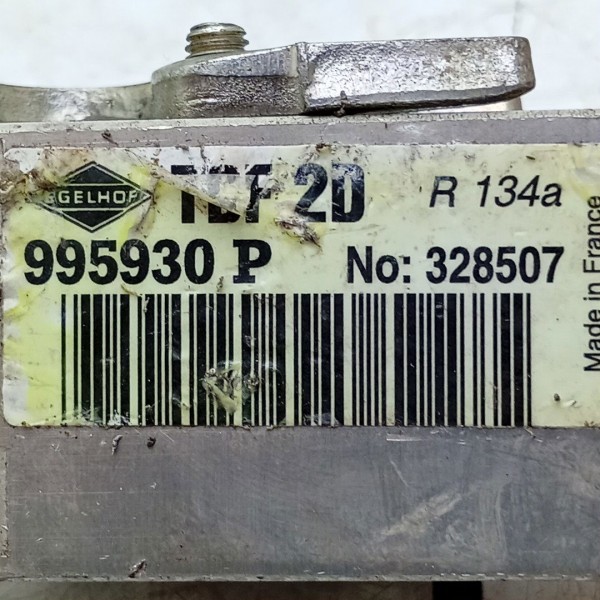 EGELHOF TDF 2D R 134a
995930 P No: 328507
Made in France